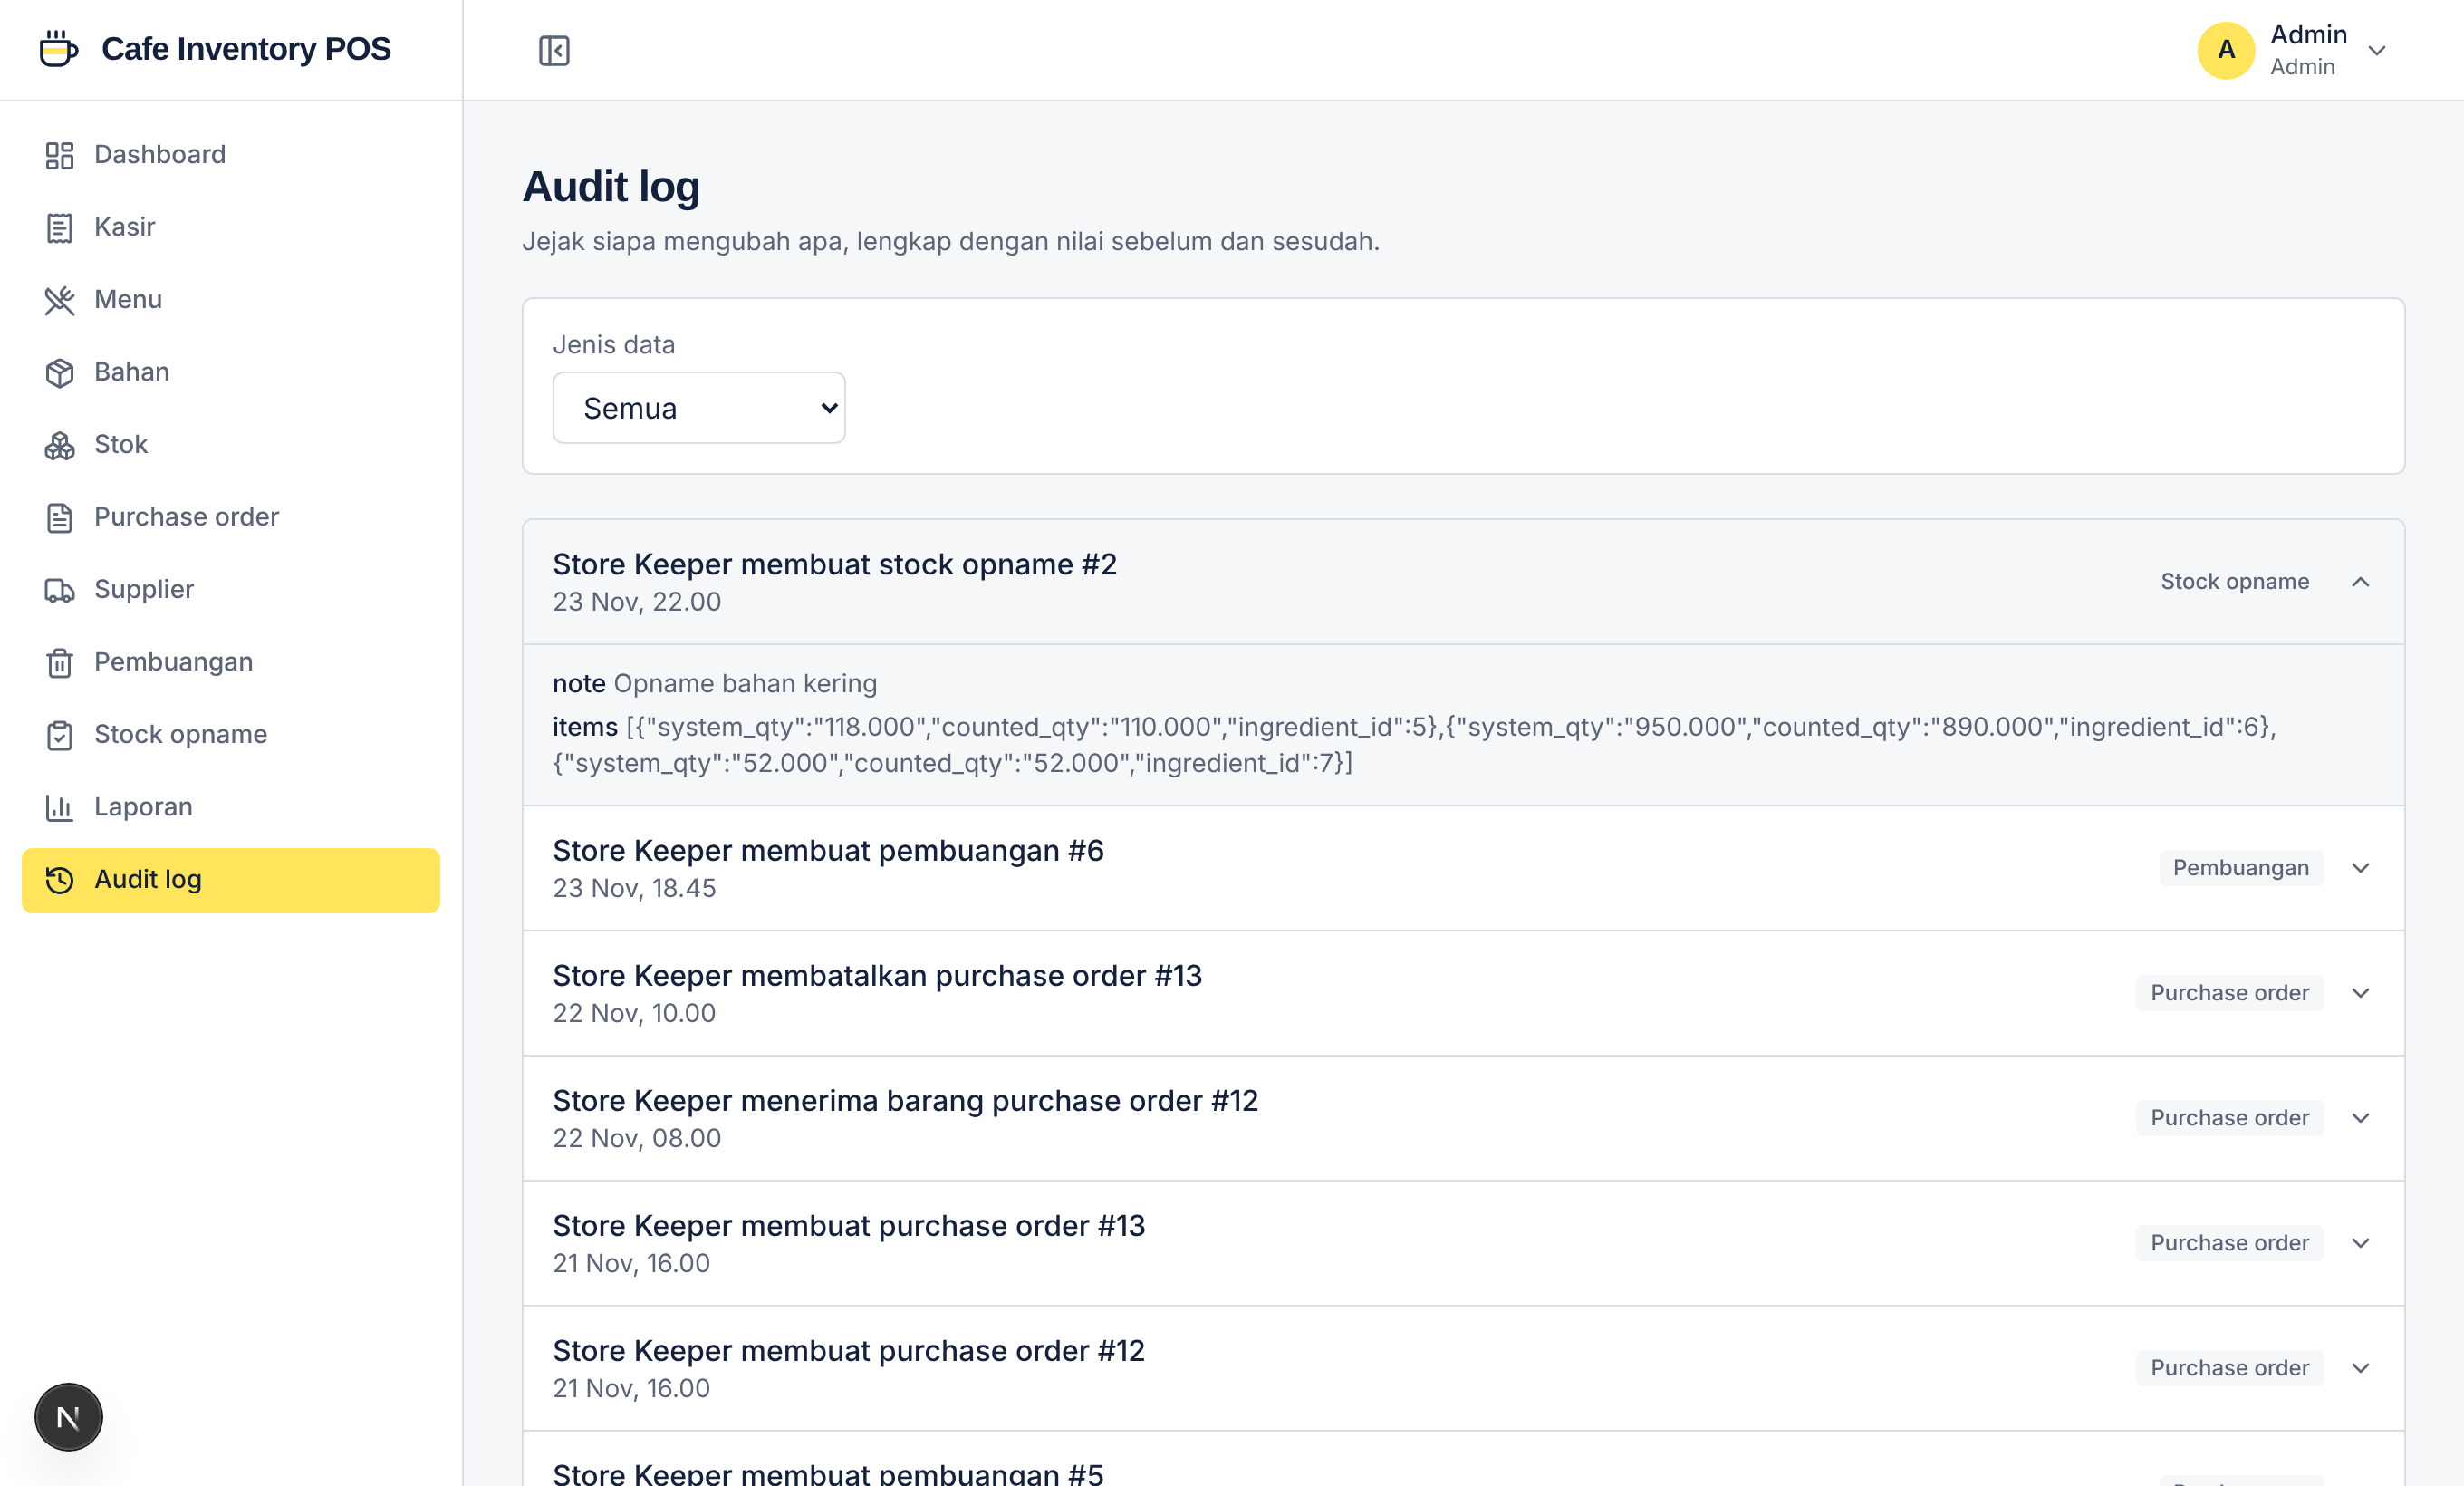 Cafe Inventory POS
A
Admin
Admin
Dashboard
Kasir
Menu
Bahan
Stok
Purchase order
Supplier
Pembuangan
Stock opname
Laporan
Audit log
N
Audit log
Jejak siapa mengubah apa, lengkap dengan nilai sebelum dan sesudah.
Jenis data
Semua
Store Keeper membuat stock opname #2
23 Nov, 22.00
Stock opname
note Opname bahan kering
items [{"system_qty":"118.000","counted_qty":"110.000","ingredient_id":5},{"system_qty":"950.000","counted_qty":"890.000","ingredient_id":6},
{"system_qty":"52.000","counted_qty":"52.000","ingredient_id":7}]
Store Keeper membuat pembuangan #6
23 Nov, 18.45
Pembuangan
Store Keeper membatalkan purchase order #13
22 Nov, 10.00
Purchase order
Store Keeper menerima barang purchase order #12
22 Nov, 08.00
Purchase order
Store Keeper membuat purchase order #13
21 Nov, 16.00
Purchase order
Store Keeper membuat purchase order #12
21 Nov, 16.00
Purchase order
Store Keeper membuat pembuangan #5